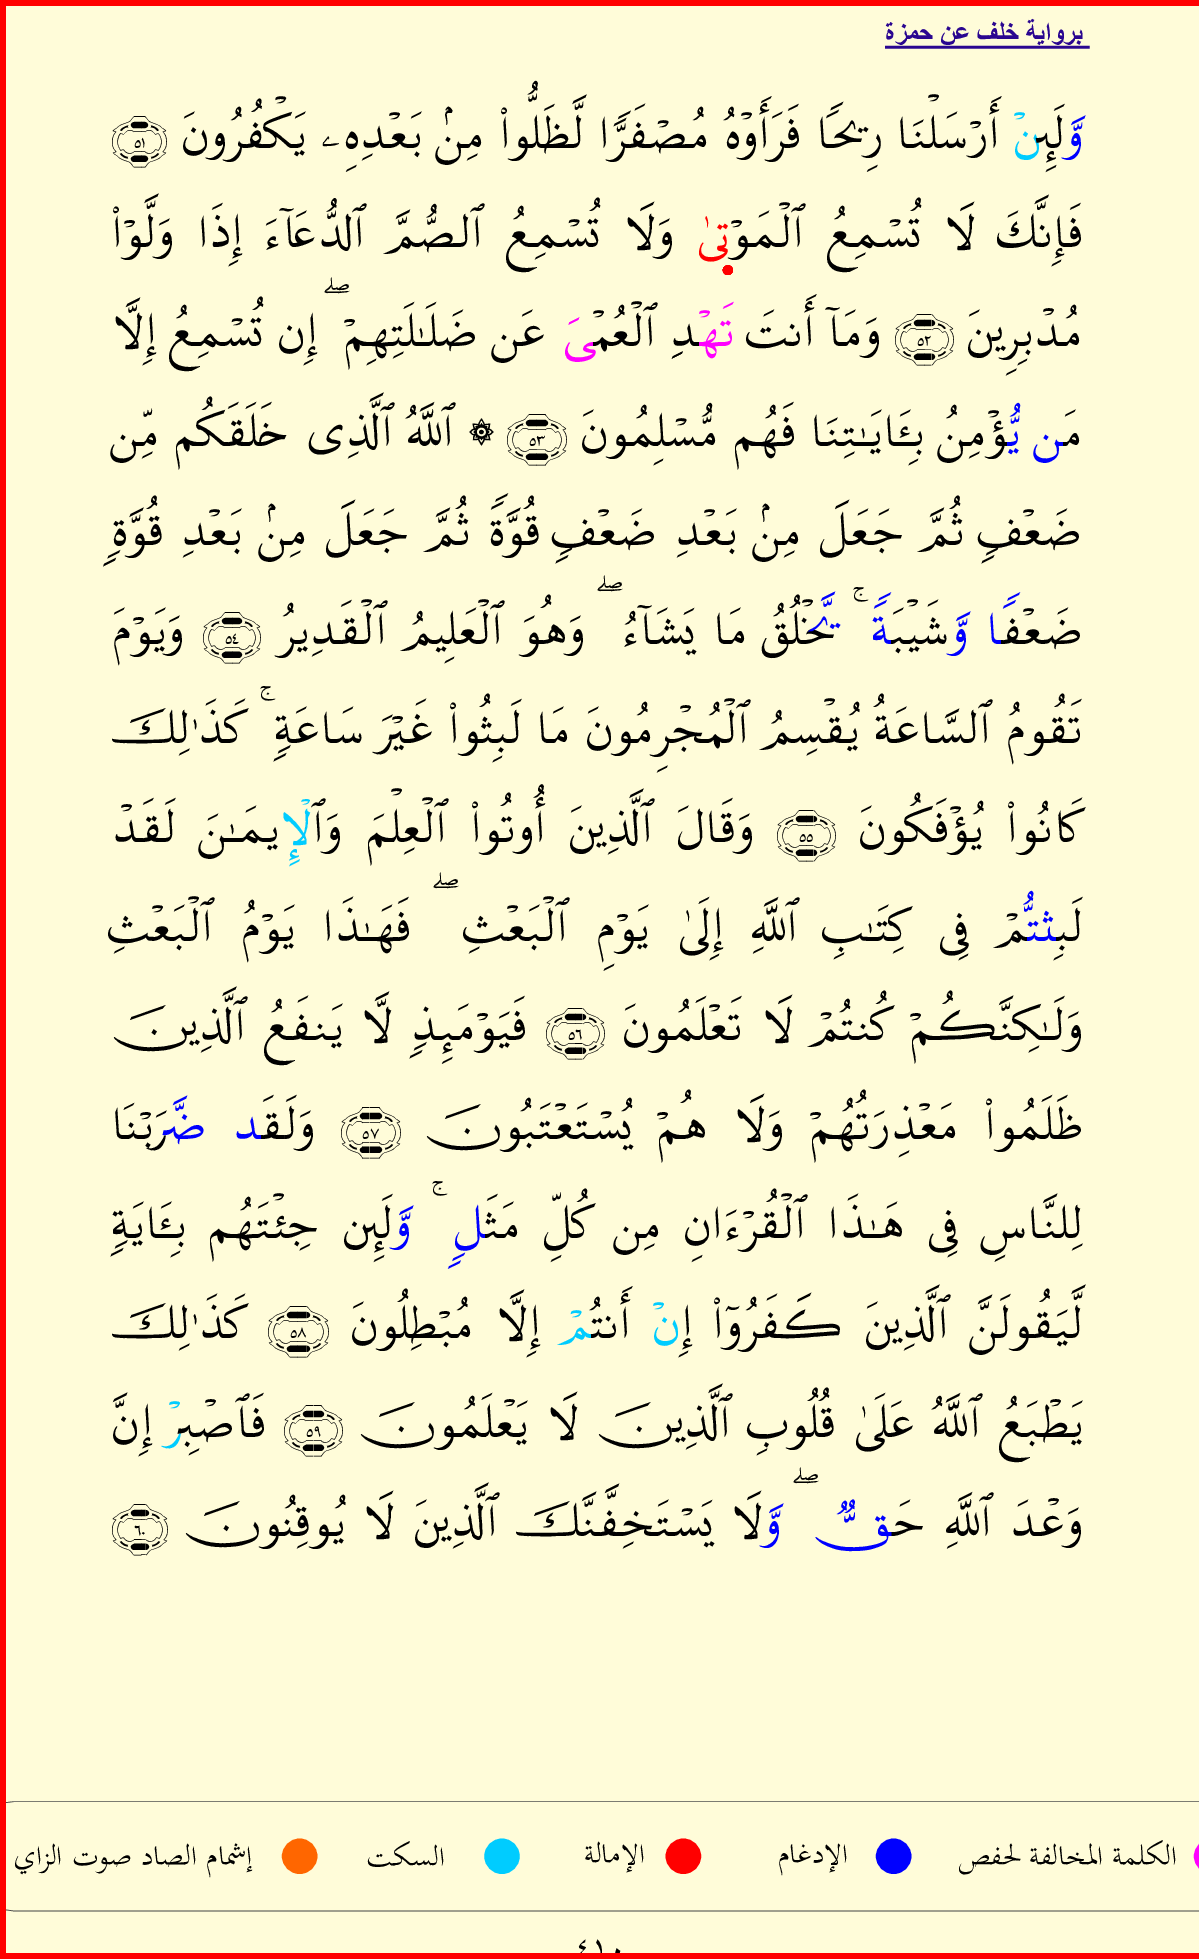 برواية خلف عن حمزة
وَّلَئِنْ أَرْسَلْنَا رِيحًا فَرَأَوْهُ مُصْفَرًّا لَّظَلُّوا۟ مِنۢ بَعْدِهِۦ يَكْفُرُونَ ٥١
فَإِنَّكَ لَا تُسْمِعُ ٱلْمَوْتىٰ وَلَا تُسْمِعُ ٱلصُّمَّ ٱلدُّعَآءَ إِذَا وَلَّوْا۟
مُدْبِرِينَ ٥٢ وَمَآ أَنتَ تَهْدِ ٱلْعُمْىَ عَن ضَلَـٰلَتِهِمْ ۖ إِن تُسْمِعُ إِلَّا
مَن يُّؤْمِنُ بِـَٔايَـٰتِنَا فَهُم مُّسْلِمُونَ ٥٣ ۞ ٱللَّهُ ٱلَّذِى خَلَقَكُم مِّن
ضَعْفٍ ثُمَّ جَعَلَ مِنۢ بَعْدِ ضَعْفٍ قُوَّةً ثُمَّ جَعَلَ مِنۢ بَعْدِ قُوَّةٍ
ضَعْفًا وَّشَيْبَةً ۚ يَّخْلُقُ مَا يَشَآءُ ۖ وَهُوَ ٱلْعَلِيمُ ٱلْقَدِيرُ ٥٤ وَيَوْمَ
تَقُومُ ٱلسَّاعَةُ يُقْسِمُ ٱلْمُجْرِمُونَ مَا لَبِثُوا۟ غَيْرَ سَاعَةٍ ۚ كَذَٰلِكَ
كَانُوا۟ يُؤْفَكُونَ ٥٥ وَقَالَ ٱلَّذِينَ أُوتُوا۟ ٱلْعِلْمَ وَٱلْإِيمَـٰنَ لَقَدْ
لَبِثتُّمْ فِى كِتَـٰبِ ٱللَّهِ إِلَىٰ يَوْمِ ٱلْبَعْثِ ۖ فَهَـٰذَا يَوْمُ ٱلْبَعْثِ
وَلَـٰكِنَّكُمْ كُنتُمْ لَا تَعْلَمُونَ ٥٦ فَيَوْمَئِذٍ لَّا يَنفَعُ ٱلَّذِينَ
ظَلَمُوا۟ مَعْذِرَتُهُمْ وَلَا هُمْ يُسْتَعْتَبُونَ ٥٧ وَلَقَد ضَّرَبْنَا
لِلنَّاسِ فِى هَـٰذَا ٱلْقُرْءَانِ مِن كُلِّ مَثَلٍ ۚ وَّلَئِن جِئْتَهُم بِـَٔايَةٍ
لَّيَقُولَنَّ ٱلَّذِينَ كَفَرُوٓا۟ إِنْ أَنتُمْ إِلَّا مُبْطِلُونَ ٥٨ كَذَٰلِكَ
يَطْبَعُ ٱللَّهُ عَلَىٰ قُلُوبِ ٱلَّذِينَ لَا يَعْلَمُونَ ٥٩ فَٱصْبِرْ إِنَّ
وَعْدَ ٱللَّهِ حَقٌّ ۖ وَّلَا يَسْتَخِفَّنَّكَ ٱلَّذِينَ لَا يُوقِنُونَ ٦٠
الكلمة المخالفة لحفص الإدغام الإمالة السكت إشمام الصاد صوت الزاي
٤١٠